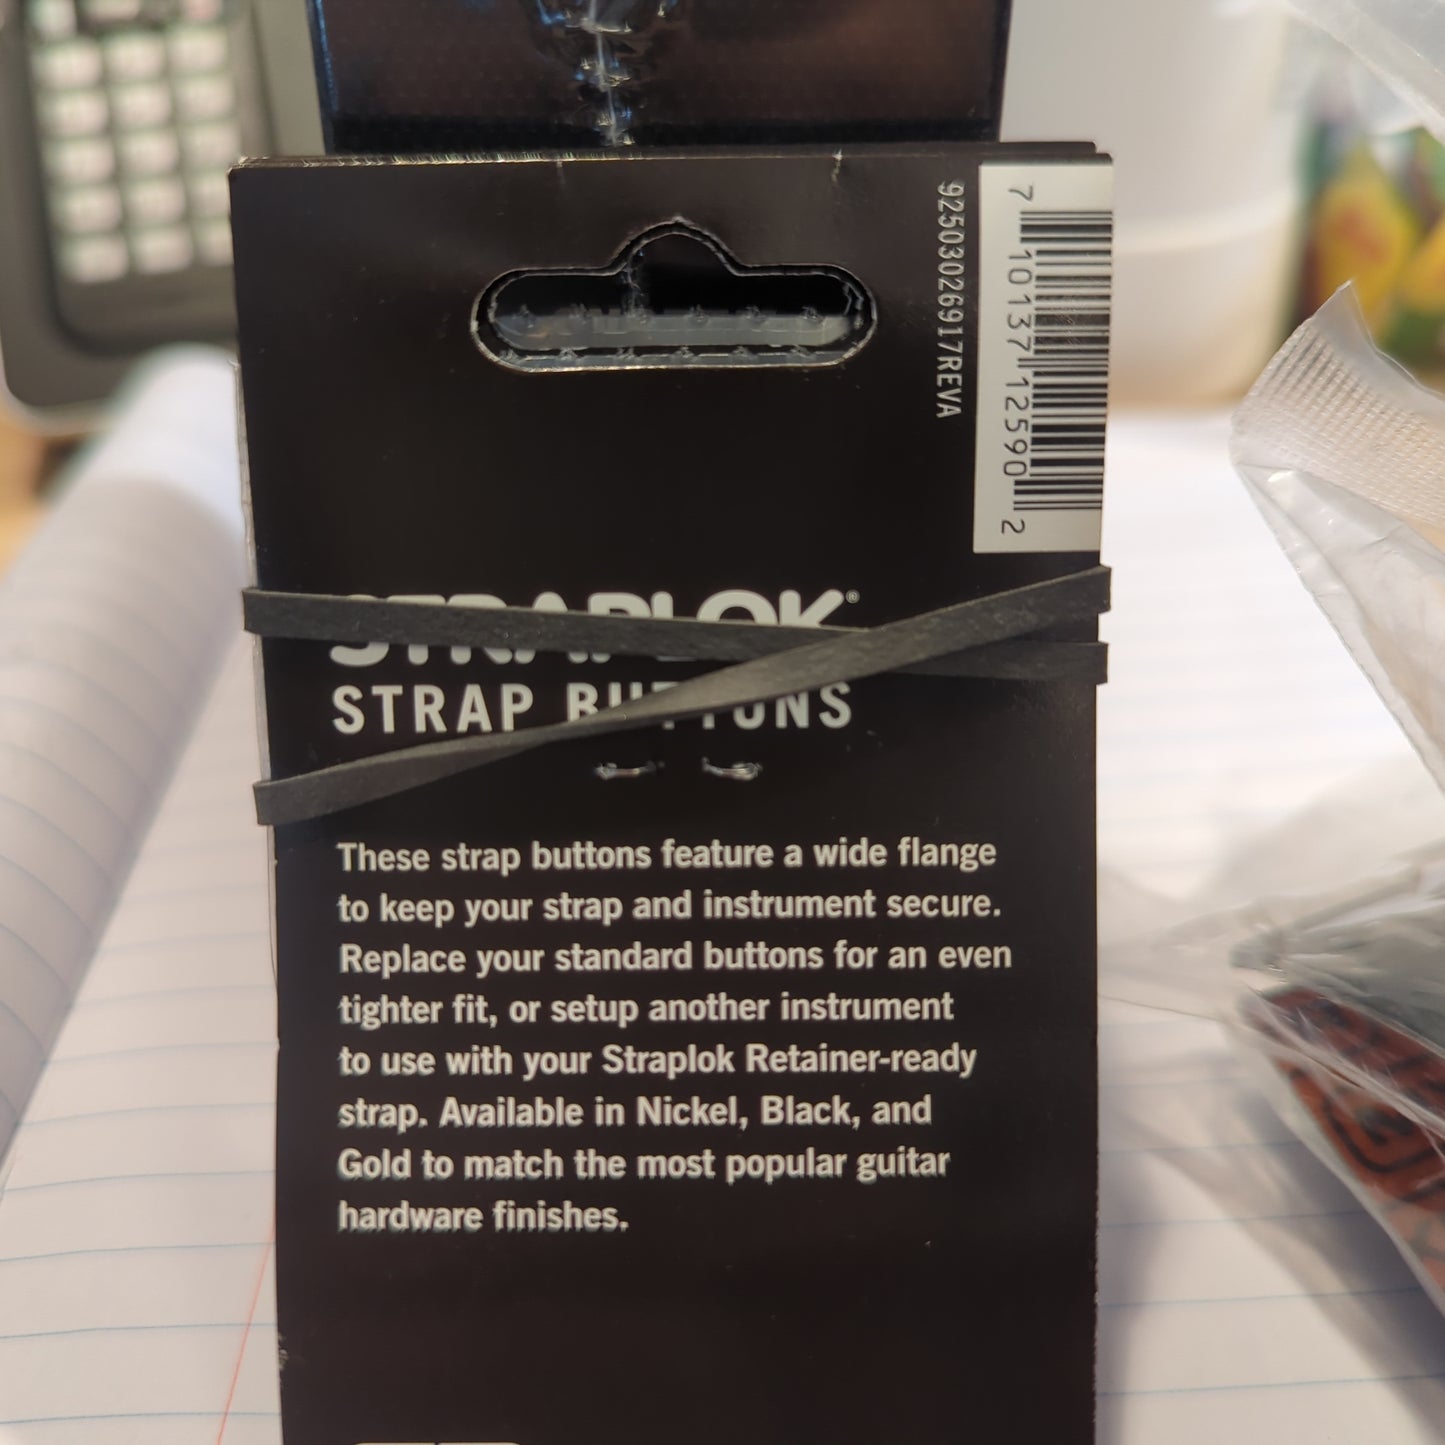 7 10137 12590 2
92503026917REVA
STRAPLOK®
STRAP BUTTONS
These strap buttons feature a wide flange
to keep your strap and instrument secure.
Replace your standard buttons for an even
tighter fit, or setup another instrument
to use with your Straplok Retainer-ready
strap. Available in Nickel, Black, and
Gold to match the most popular guitar
hardware finishes.